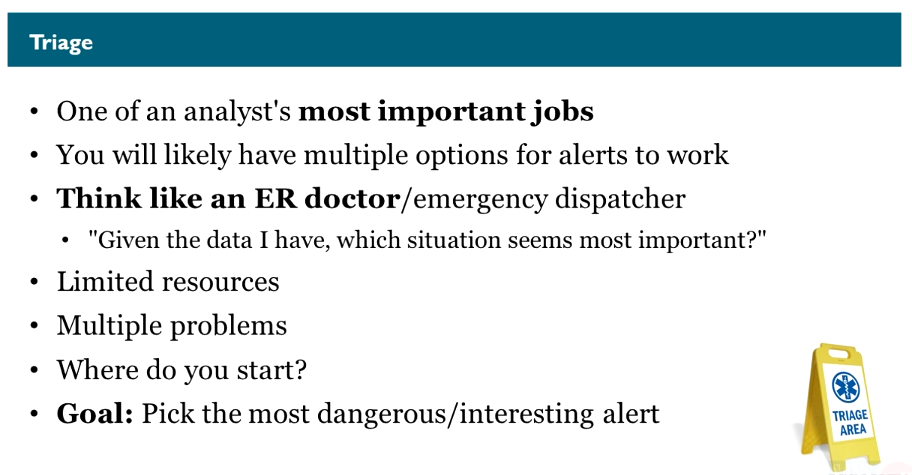 Triage
• One of an analyst's most important jobs
• You will likely have multiple options for alerts to work
• Think like an ER doctor/emergency dispatcher
• "Given the data I have, which situation seems most important?"
• Limited resources
• Multiple problems
• Where do you start?
• Goal: Pick the most dangerous/interesting alert
TRIAGE
AREA